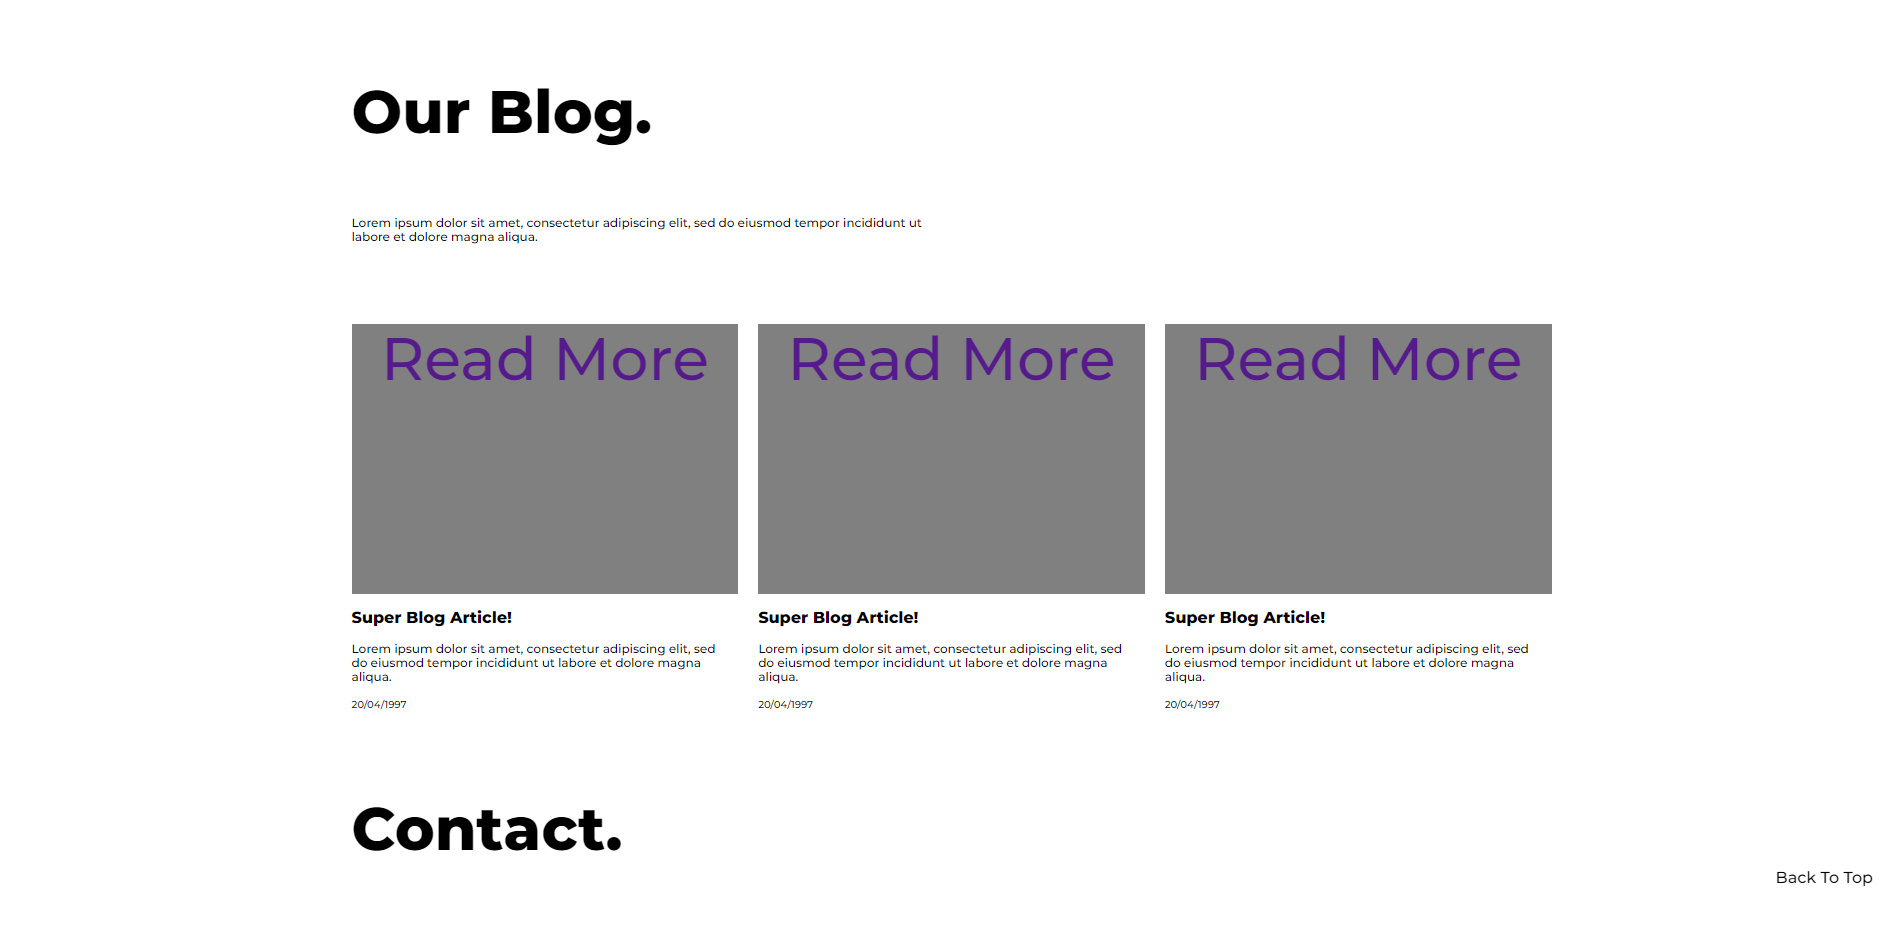 Our Blog.
Lorem ipsum dolor sit amet, consectetur adipiscing elit, sed do eiusmod tempor incididunt ut
labore et dolore magna aliqua.
Read More
Super Blog Article!
Lorem ipsum dolor sit amet, consectetur adipiscing elit, sed
do eiusmod tempor incididunt ut labore et dolore magna
aliqua.
20/04/1997
Read More
Super Blog Article!
Lorem ipsum dolor sit amet, consectetur adipiscing elit, sed
do eiusmod tempor incididunt ut labore et dolore magna
aliqua.
20/04/1997
Read More
Super Blog Article!
Lorem ipsum dolor sit amet, consectetur adipiscing elit, sed
do eiusmod tempor incididunt ut labore et dolore magna
aliqua.
20/04/1997
Contact.
Back To Top